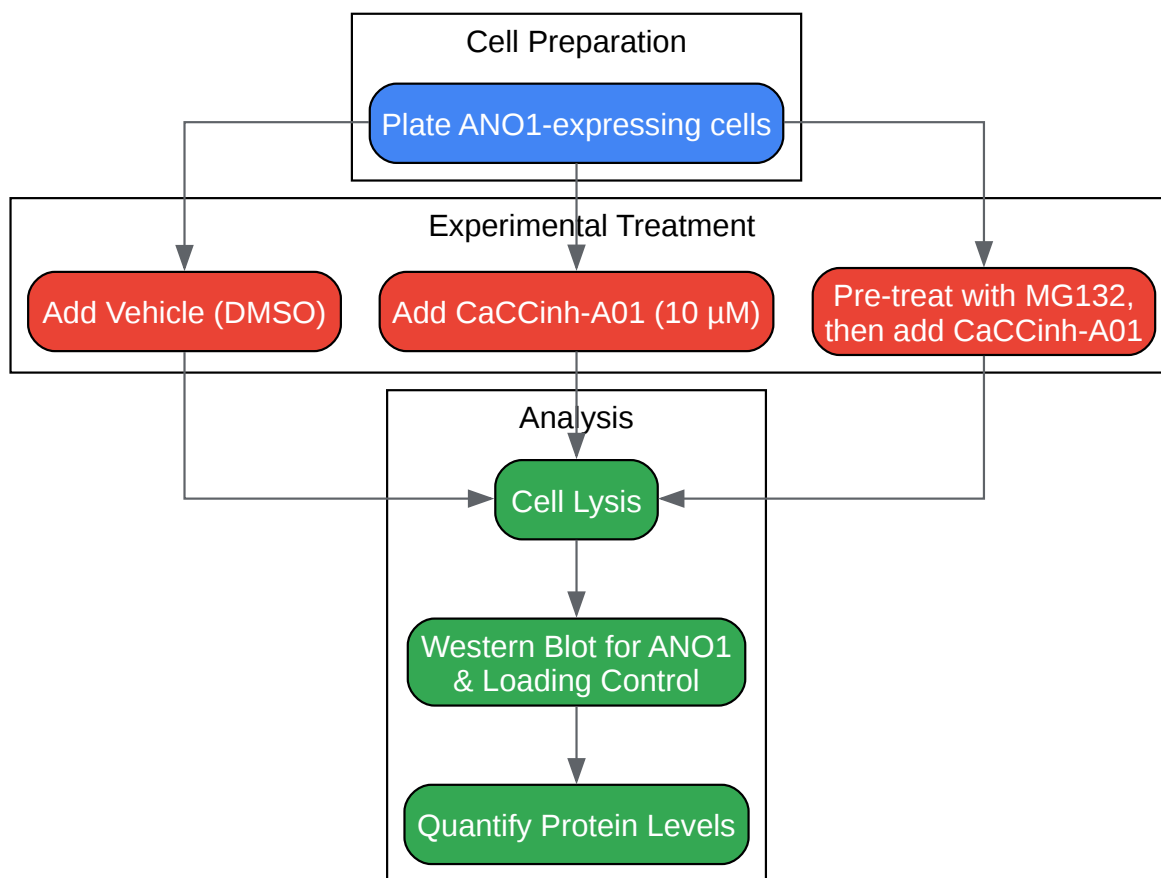 Cell Preparation
Plate ANO1-expressing cells
Experimental Treatment
Add Vehicle (DMSO)
Add CaCCinh-A01 (10 µM)
Pre-treat with MG132,
then add CaCCinh-A01
Analysis
Cell Lysis
Western Blot for ANO1
& Loading Control
Quantify Protein Levels